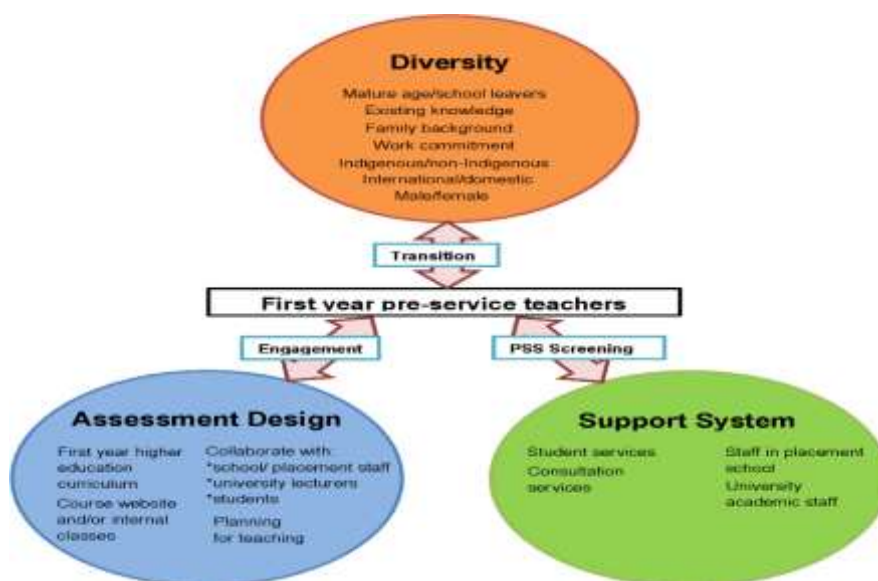 Diversity
Mature age/school leavers
Existing knowledge
Family background
Work commitment
Indigenous/non-Indigenous
International/domestic
Male/female
Transition
First year pre-service teachers
Engagement
PSS Screening
Assessment Design
First year higher
education
curriculum
Course website
and/or internal
classes
Collaborate with:
*school/ placement staff
*university lecturers
*students
Planning
for teaching
Support System
Student services
Consultation
services
Staff in placement
school
University
academic staff